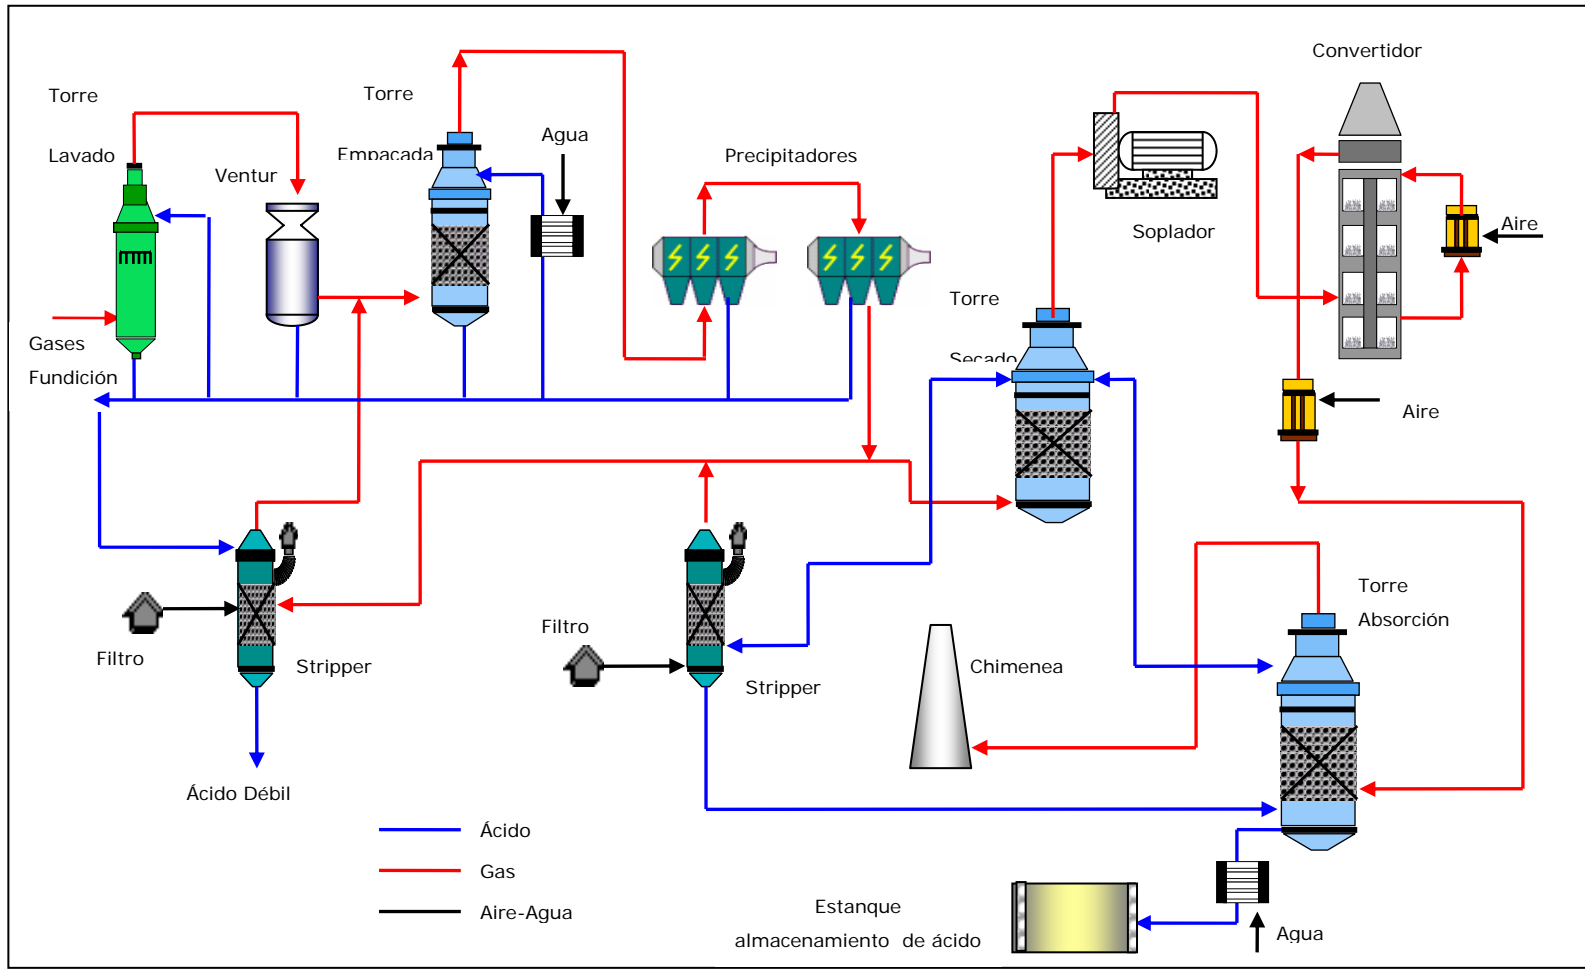 Convertidor
Torre
Lavado
Torre
Empacada
Agua
Ventur
Precipitadores
Soplador
Aire
Torre
Secado
Gases
Fundición
Aire
Torre
Absorción
Filtro
Stripper
Filtro
Stripper
Chimenea
Ácido Débil
Ácido
Gas
Aire-Agua
Estanque
almacenamiento de ácido
Agua